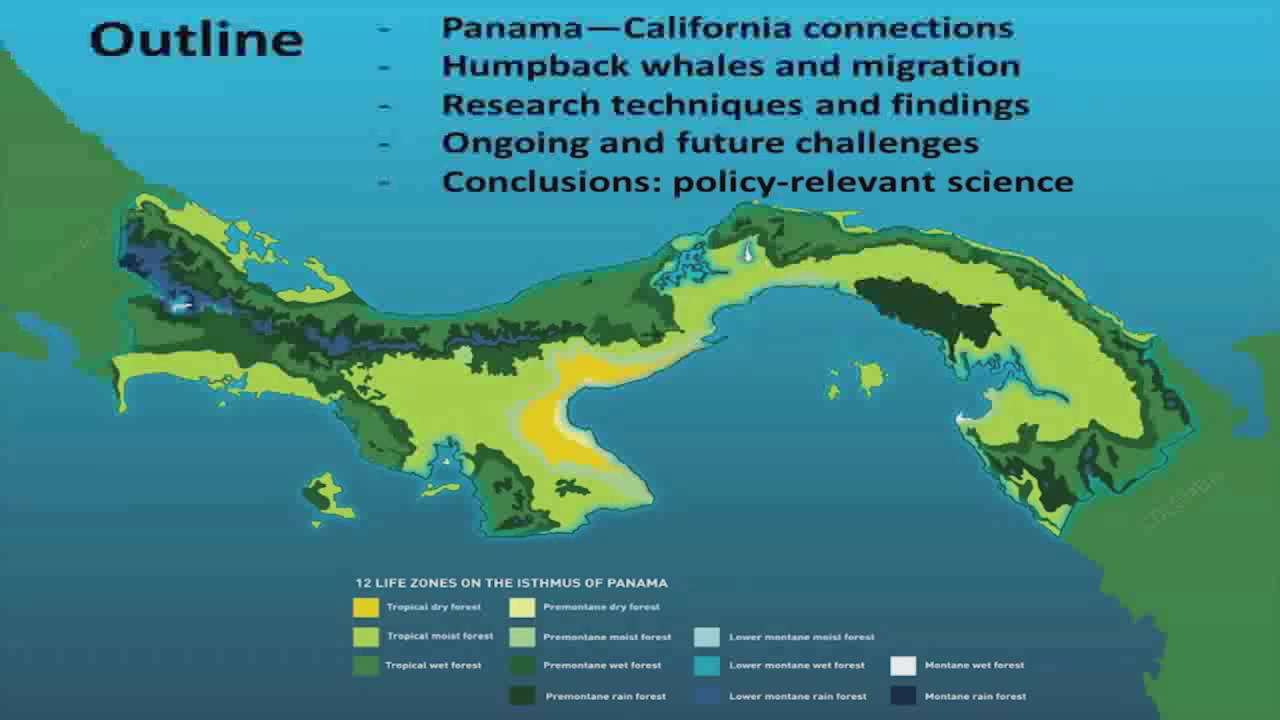 Outline
- Panama—California connections
- Humpback whales and migration
- Research techniques and findings
- Ongoing and future challenges
- Conclusions: policy-relevant science
COLOMBIA
12 LIFE ZONES ON THE ISTHMUS OF PANAMA
Tropical dry forest Premontane dry forest
Tropical moist forest Premontane moist forest Lower montane moist forest
Tropical wet forest Premontane wet forest Lower montane wet forest Montane wet forest
Premontane rain forest Lower montane rain forest Montane rain forest